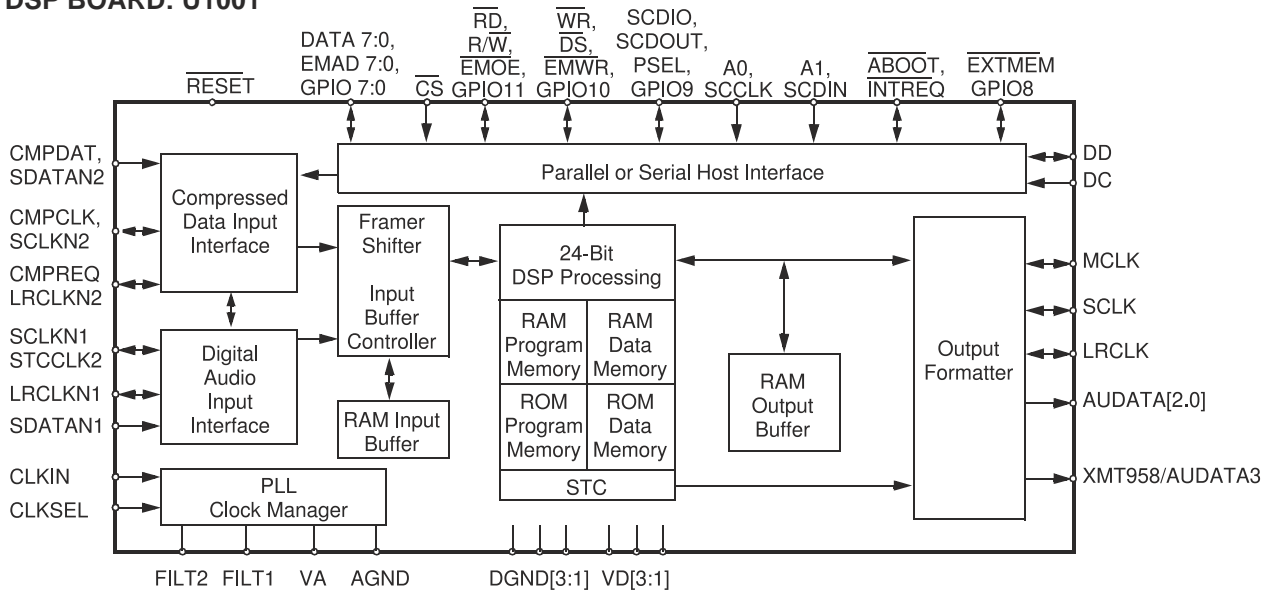 DSP BOARD: U1001
RESET
DATA 7:0,
EMAD 7:0,
GPIO 7:0
CS
RD,
R/W,
EMOE,
GPIO11
WR,
DS,
EMWR,
GPIO10
SCDIO,
SCDOUT,
PSEL,
GPIO9
A0,
SCCLK
A1,
SCDIN
ABOOT,
INTREQ
EXTMEM
GPIO8
CMPDAT,
SDATAN2
CMPCLK,
SCLKN2
CMPREQ
LRCLKN2
SCLKN1
STCCLK2
LRCLKN1
SDATAN1
CLKIN
CLKSEL
Compressed
Data Input
Interface
Digital
Audio
Input
Interface
Parallel or Serial Host Interface
Framer
Shifter
Input
Buffer
Controller
RAM Input
Buffer
24-Bit
DSP Processing
RAM
Program
Memory
RAM
Data
Memory
ROM
Program
Memory
ROM
Data
Memory
STC
RAM
Output
Buffer
Output
Formatter
PLL
Clock Manager
DD
DC
MCLK
SCLK
LRCLK
AUDATA[2.0]
XMT958/AUDATA3
FILT2
FILT1
VA
AGND
DGND[3:1]
VD[3:1]